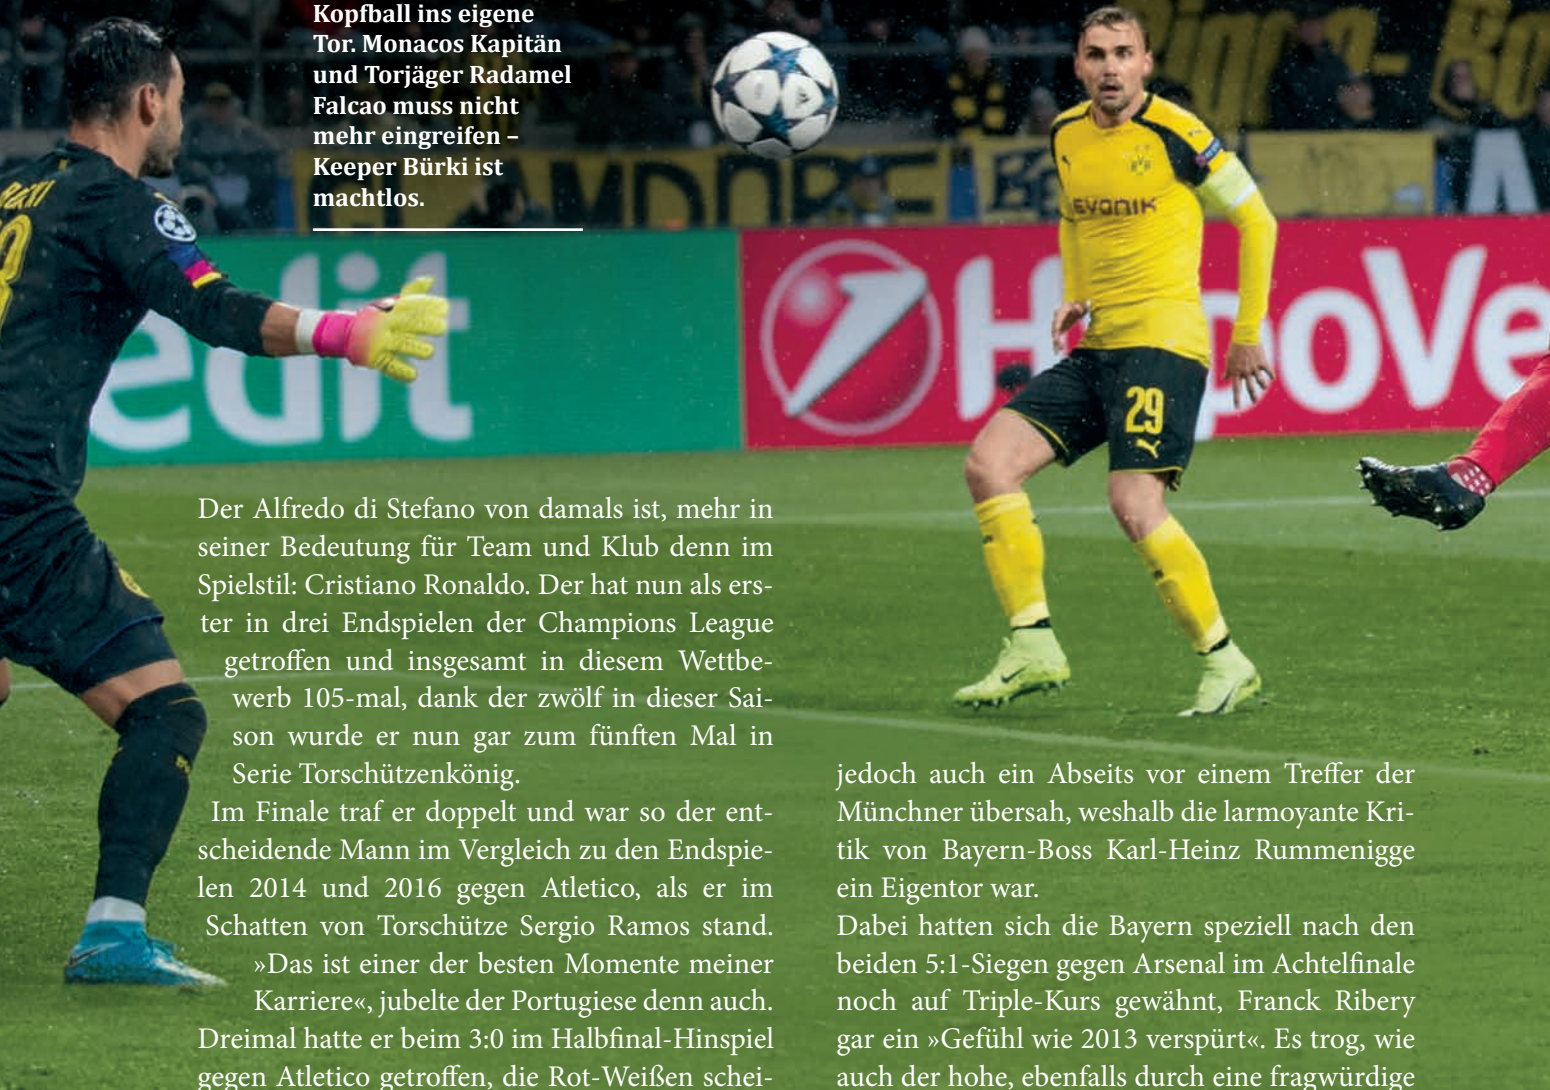 Kopfball ins eigene
Tor. Monacos Kapitän
und Torjäger Radamel
Falcao muss nicht
mehr eingreifen –
Keeper Bürki ist
machtlos.
EVONIK
29
edit
Der Alfredo di Stefano von damals ist, mehr in
seiner Bedeutung für Team und Klub denn im
Spielstil: Cristiano Ronaldo. Der hat nun als ers-
ter in drei Endspielen der Champions League
getroffen und insgesamt in diesem Wettbe-
werb 105-mal, dank der zwölf in dieser Sai-
son wurde er nun gar zum fünften Mal in
Serie Torschützenkönig.
Im Finale traf er doppelt und war so der ent-
scheidende Mann im Vergleich zu den Endspie-
len 2014 und 2016 gegen Atletico, als er im
Schatten von Torschütze Sergio Ramos stand.
»Das ist einer der besten Momente meiner
Karriere«, jubelte der Portugiese denn auch.
Dreimal hatte er beim 3:0 im Halbfinal-Hinspiel
gegen Atletico getroffen, die Rot-Weißen schei-
jedoch auch ein Abseits vor einem Treffer der
Münchner übersah, weshalb die larmoyante Kri-
tik von Bayern-Boss Karl-Heinz Rummenigge
ein Eigentor war.
Dabei hatten sich die Bayern speziell nach den
beiden 5:1-Siegen gegen Arsenal im Achtelfinale
noch auf Triple-Kurs gewähnt, Franck Ribery
gar ein »Gefühl wie 2013 verspürt«. Es trog, wie
auch der hohe, ebenfalls durch eine fragwürdige